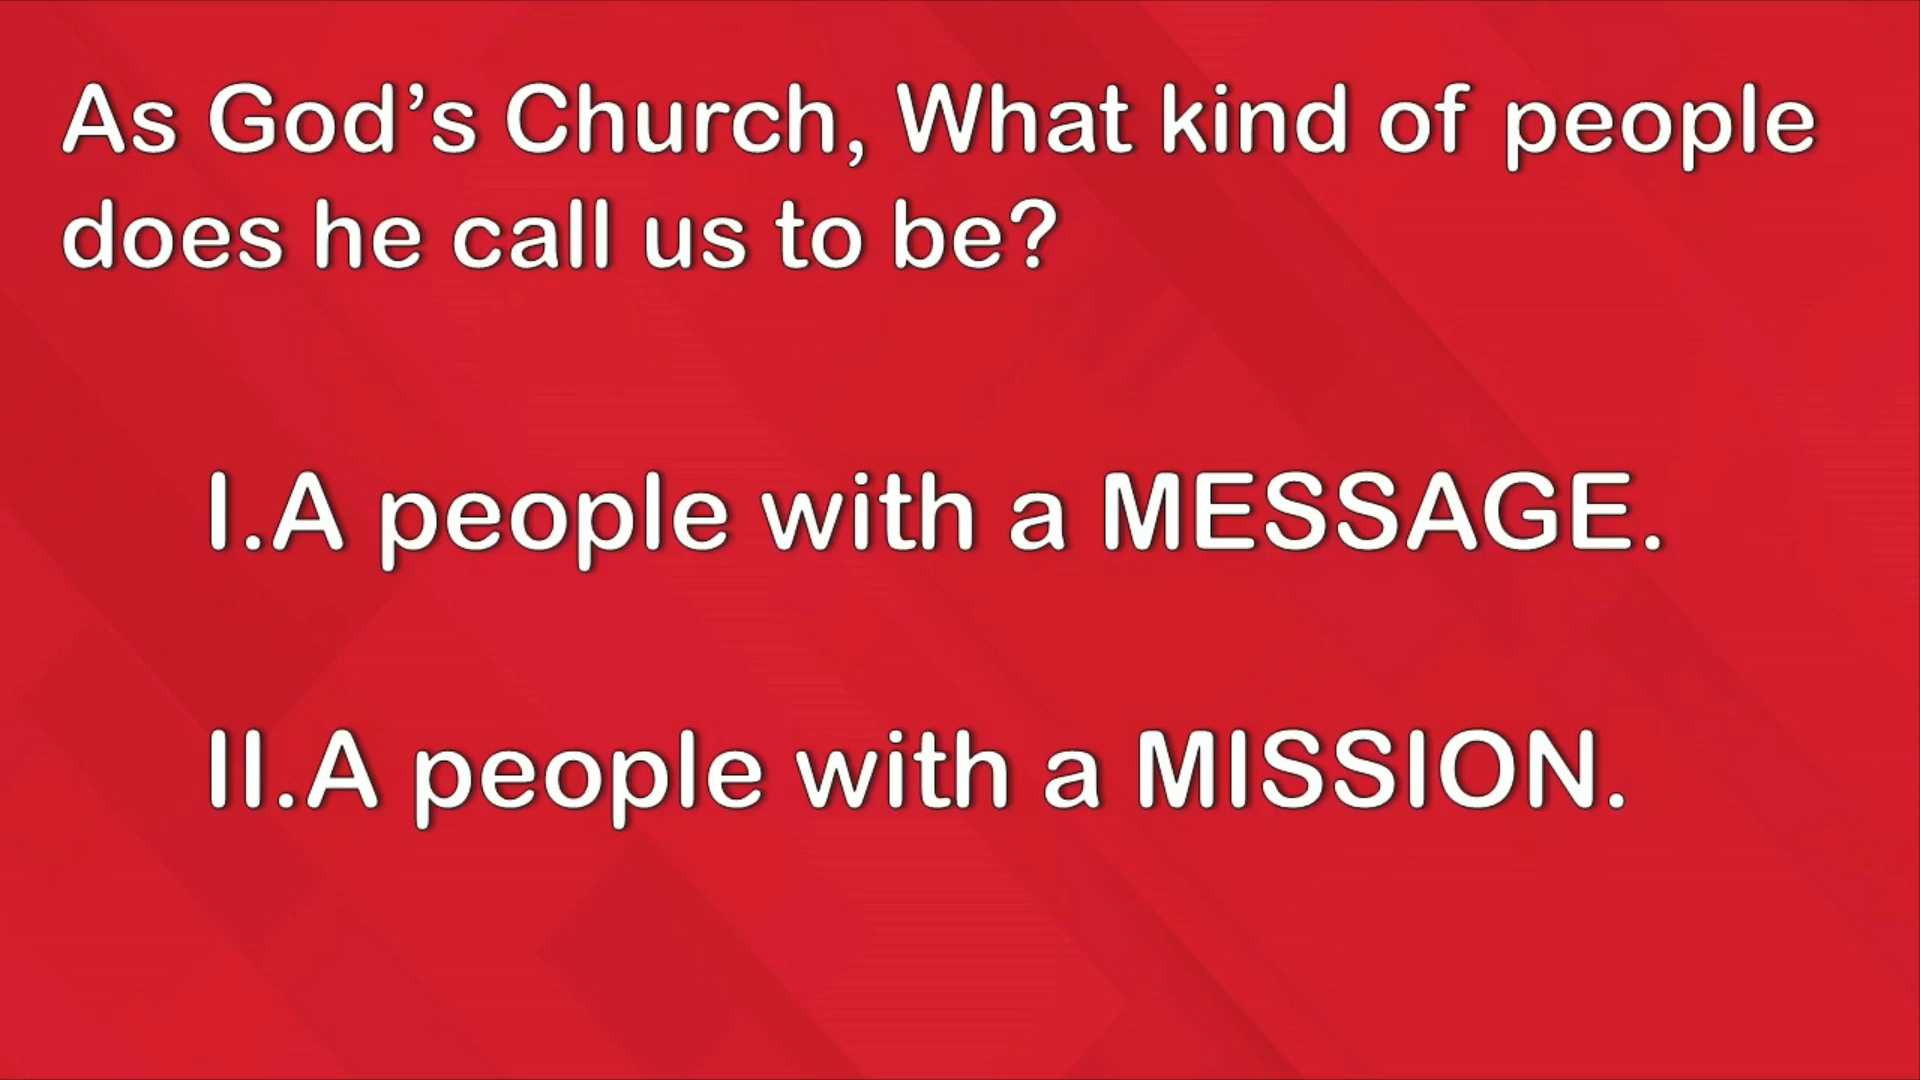 As God’s Church, What kind of people
does he call us to be?
I.A people with a MESSAGE.
II.A people with a MISSION.